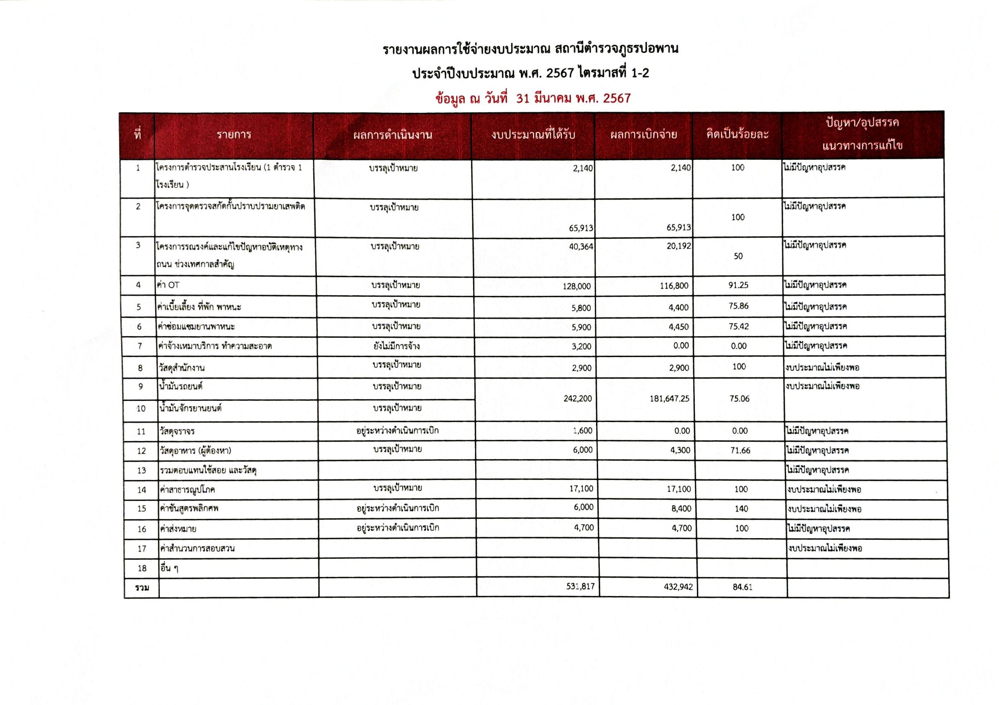 รายงานผลการใช้จ่ายงบประมาณ สถานีตำรวจภูธรปอพาน
ประจำปีงบประมาณ พ.ศ. 2567 ไตรมาสที่ 1-2
ข้อมูล ณ วันที่ 31 มีนาคม พ.ศ. 2567
ที่ รายการ ผลการดำเนินงาน งบประมาณที่ได้รับ ผลการเบิกจ่าย คิดเป็นร้อยละ ปัญหา/อุปสรรค
แนวทางการแก้ไข
1 โครงการตำรวจประสานโรงเรียน (1 ตำรวจ 1 บรรลุเป้าหมาย 2,140 2,140 100 ไม่มีปัญหาอุปสรรค
โรงเรียน )
2 โครงการจุดตรวจสกัดกั้นปราบปรามยาเสพติด บรรลุเป้าหมาย 65,913 65,913 100 ไม่มีปัญหาอุปสรรค
3 โครงการรณรงค์และแก้ไขปัญหาอบัติเหตุทาง บรรลุเป้าหมาย 40,364 20,192 50 ไม่มีปัญหาอุปสรรค
ถนน ช่วงเทศกาลสำคัญ
4 ค่า OT บรรลุเป้าหมาย 128,000 116,800 91.25 ไม่มีปัญหาอุปสรรค
5 ค่าเบี้ยเลี้ยง ที่พัก พาหนะ บรรลุเป้าหมาย 5,800 4,400 75.86 ไม่มีปัญหาอุปสรรค
6 ค่าซ่อมแซมยานพาหนะ บรรลุเป้าหมาย 5,900 4,450 75.42 ไม่มีปัญหาอุปสรรค
7 ค่าจ้างเหมาบริการ ทำความสะอาด ยังไม่มีการจ้าง 3,200 0.00 0.00 ไม่มีปัญหาอุปสรรค
8 วัสดุสำนักงาน บรรลุเป้าหมาย 2,900 2,900 100 งบประมาณไม่เพียงพอ
9 น้ำมันรถยนต์ บรรลุเป้าหมาย 242,200 181,647.25 75.06 งบประมาณไม่เพียงพอ
10 น้ำมันจักรยานยนต์ บรรลุเป้าหมาย
11 วัสดุจราจร อยู่ระหว่างดำเนินการเบิก 1,600 0.00 0.00 ไม่มีปัญหาอุปสรรค
12 วัสดุอาหาร (ผู้ต้องหา) บรรลุเป้าหมาย 6,000 4,300 71.66 ไม่มีปัญหาอุปสรรค
13 รวมตอบแทนใช้สอย และวัสดุ ไม่มีปัญหาอุปสรรค
14 ค่าสาธารณูปโภค บรรลุเป้าหมาย 17,100 17,100 100 งบประมาณไม่เพียงพอ
15 ค่าชันสูตรพลิกศพ อยู่ระหว่างดำเนินการเบิก 6,000 8,400 140 งบประมาณไม่เพียงพอ
16 ค่าส่งหมาย อยู่ระหว่างดำเนินการเบิก 4,700 4,700 100 ไม่มีปัญหาอุปสรรค
17 ค่าสำนวนการสอบสวน งบประมาณไม่เพียงพอ
18 อื่น ๆ
รวม 531,817 432,942 84.61